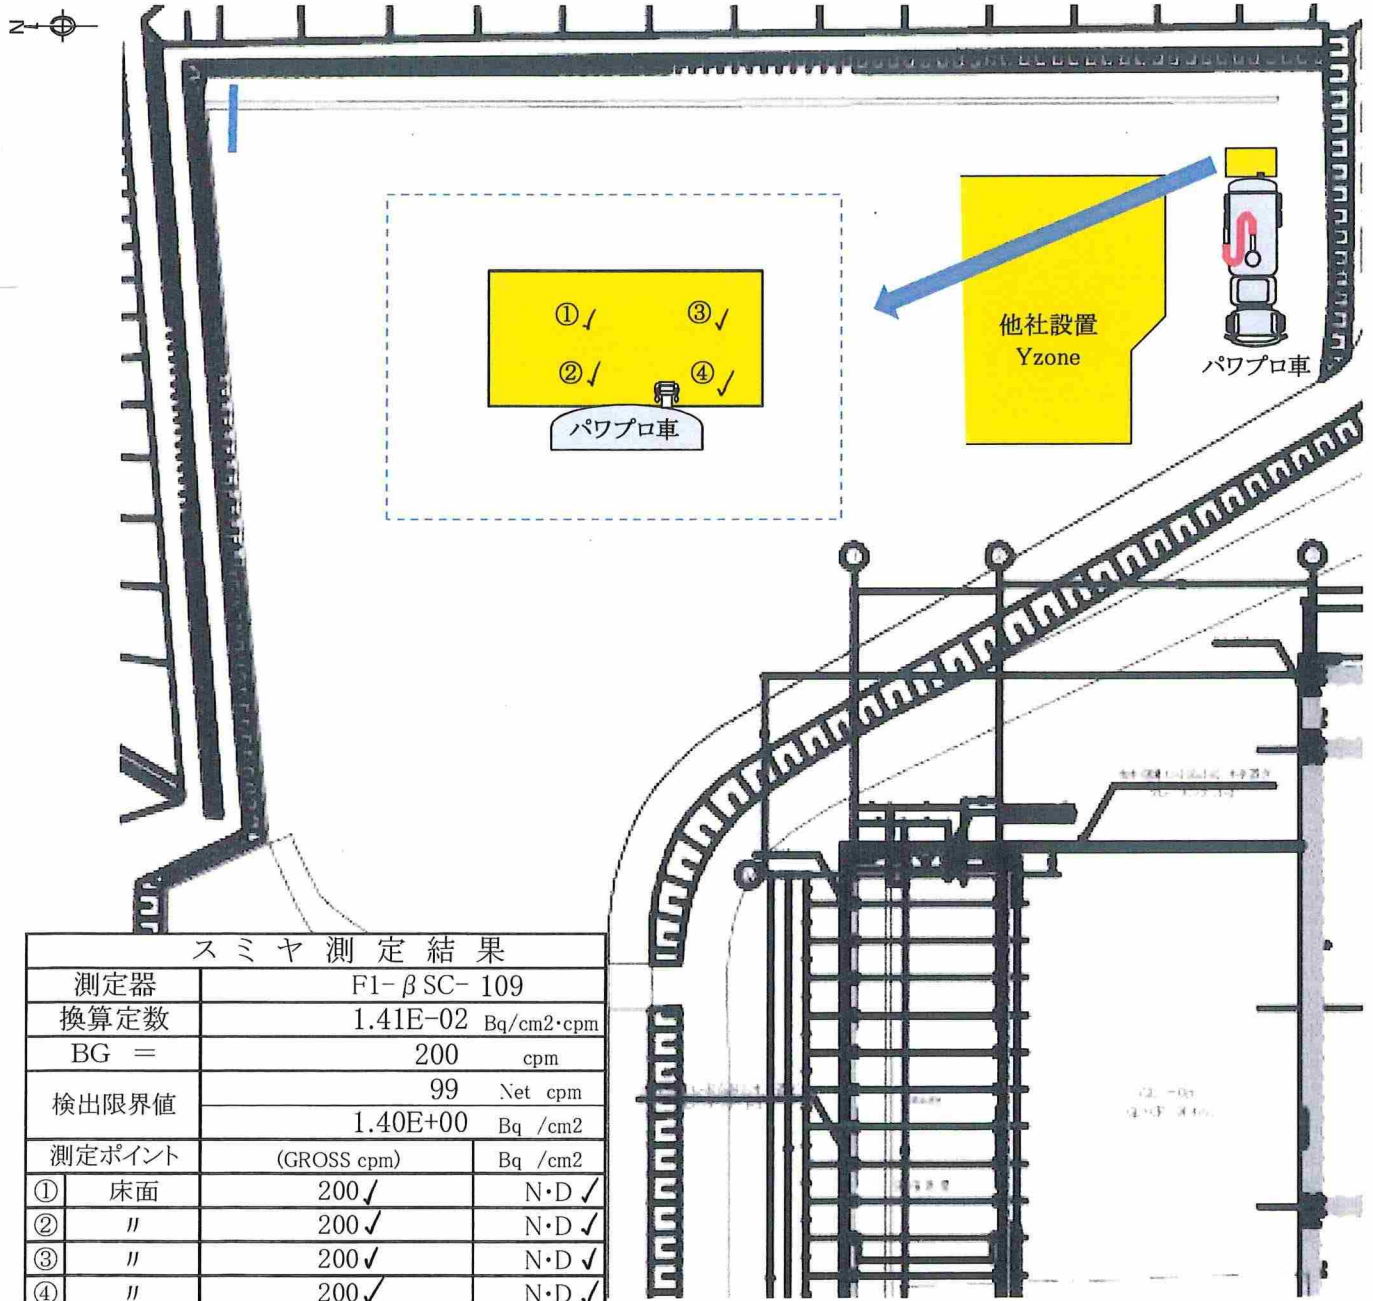 N
① ✓
③ ✓
② ✓
④ ✓
パワプロ車
他社設置
Yzone
パワプロ車
スミヤ測定結果
測定器 F1-βSC- 109
換算定数 1.41E-02 Bq/cm2・cpm
BG = 200 cpm
検出限界値 99 Net cpm
1.40E+00 Bq /cm2
測定ポイント (GROSS cpm) Bq /cm2
① 床面 200✓ N・D ✓
② 〃 200✓ N・D ✓
③ 〃 200✓ N・D ✓
④ 〃 200✓ N・D ✓